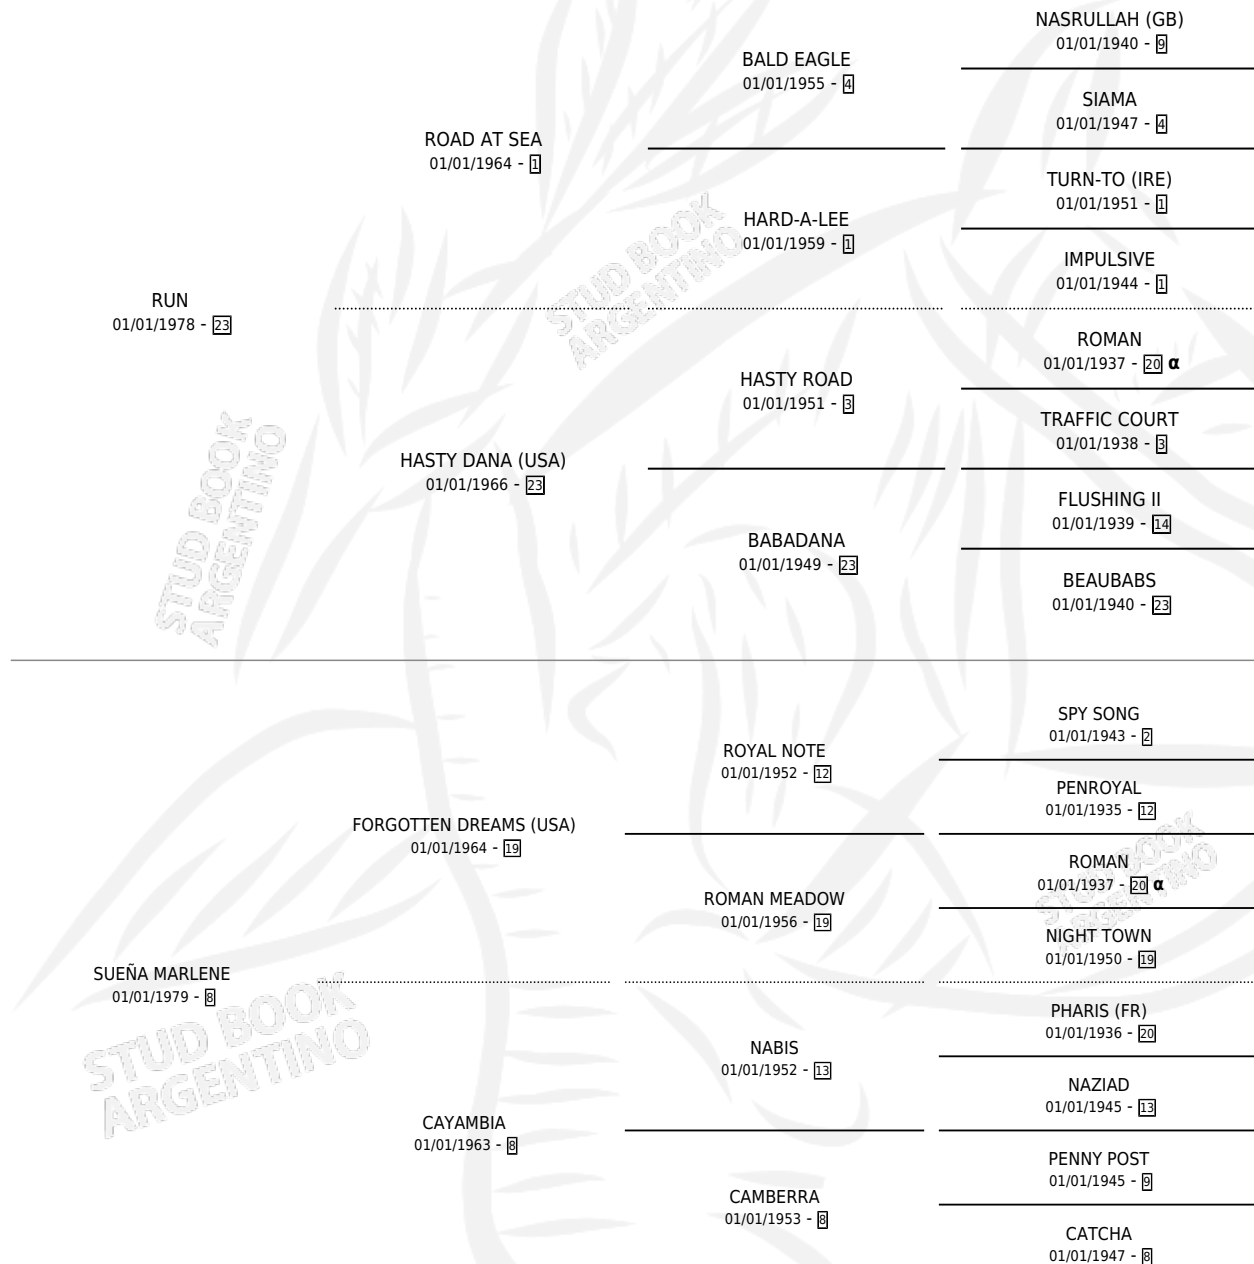 NASRULLAH (GB)
01/01/1940 - 9
BALD EAGLE
01/01/1955 - 4
SIAMA
01/01/1947 - 4
ROAD AT SEA
01/01/1964 - 1
TURN-TO (IRE)
01/01/1951 - 1
HARD-A-LEE
01/01/1959 - 1
IMPULSIVE
01/01/1944 - 1
RUN
01/01/1978 - 23
ROMAN
01/01/1937 - 20 α
HASTY ROAD
01/01/1951 - 3
TRAFFIC COURT
01/01/1938 - 3
HASTY DANA (USA)
01/01/1966 - 23
FLUSHING II
01/01/1939 - 14
BABADANA
01/01/1949 - 23
BEAUBABS
01/01/1940 - 23
SPY SONG
01/01/1943 - 2
ROYAL NOTE
01/01/1952 - 12
PENROYAL
01/01/1935 - 12
FORGOTTEN DREAMS (USA)
01/01/1964 - 19
ROMAN
01/01/1937 - 20 α
ROMAN MEADOW
01/01/1956 - 19
NIGHT TOWN
01/01/1950 - 19
SUEÑA MARLENE
01/01/1979 - 8
PHARIS (FR)
01/01/1936 - 20
NABIS
01/01/1952 - 13
NAZIAD
01/01/1945 - 13
CAYAMBIA
01/01/1963 - 8
PENNY POST
01/01/1945 - 9
CAMBERRA
01/01/1953 - 8
CATCHA
01/01/1947 - 8
STUD BOOK
ARGENTINO
STUD BOOK
ARGENTINO
STUD BOOK
ARGENTINO
STUD BOOK
ARGENTINO